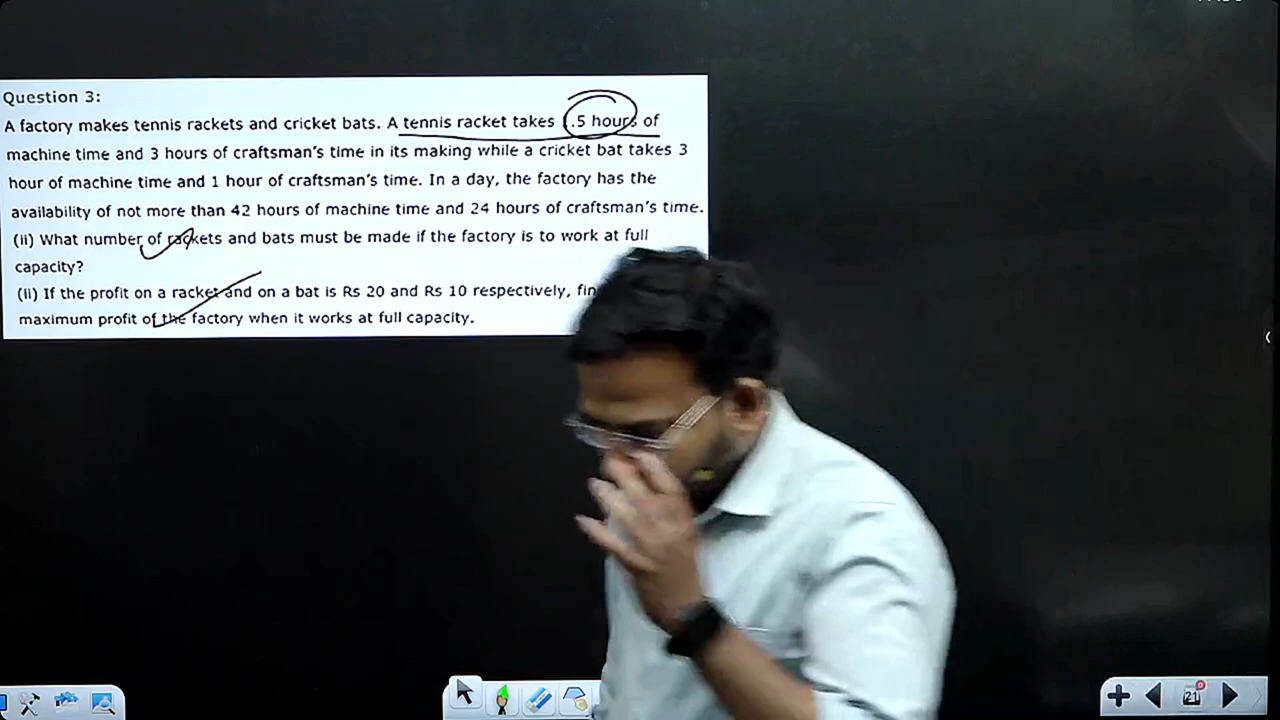 Question 3:
A factory makes tennis rackets and cricket bats. A tennis racket takes .5 hours of
machine time and 3 hours of craftsman's time in its making while a cricket bat takes 3
hour of machine time and 1 hour of craftsman's time. In a day, the factory has the
availability of not more than 42 hours of machine time and 24 hours of craftsman's time.
(ii) What number of rackets and bats must be made if the factory is to work at full
capacity?
(ii) If the profit on a racket and on a bat is Rs 20 and Rs 10 respectively,
maximum profit of the factory when it works at full capacity.
21